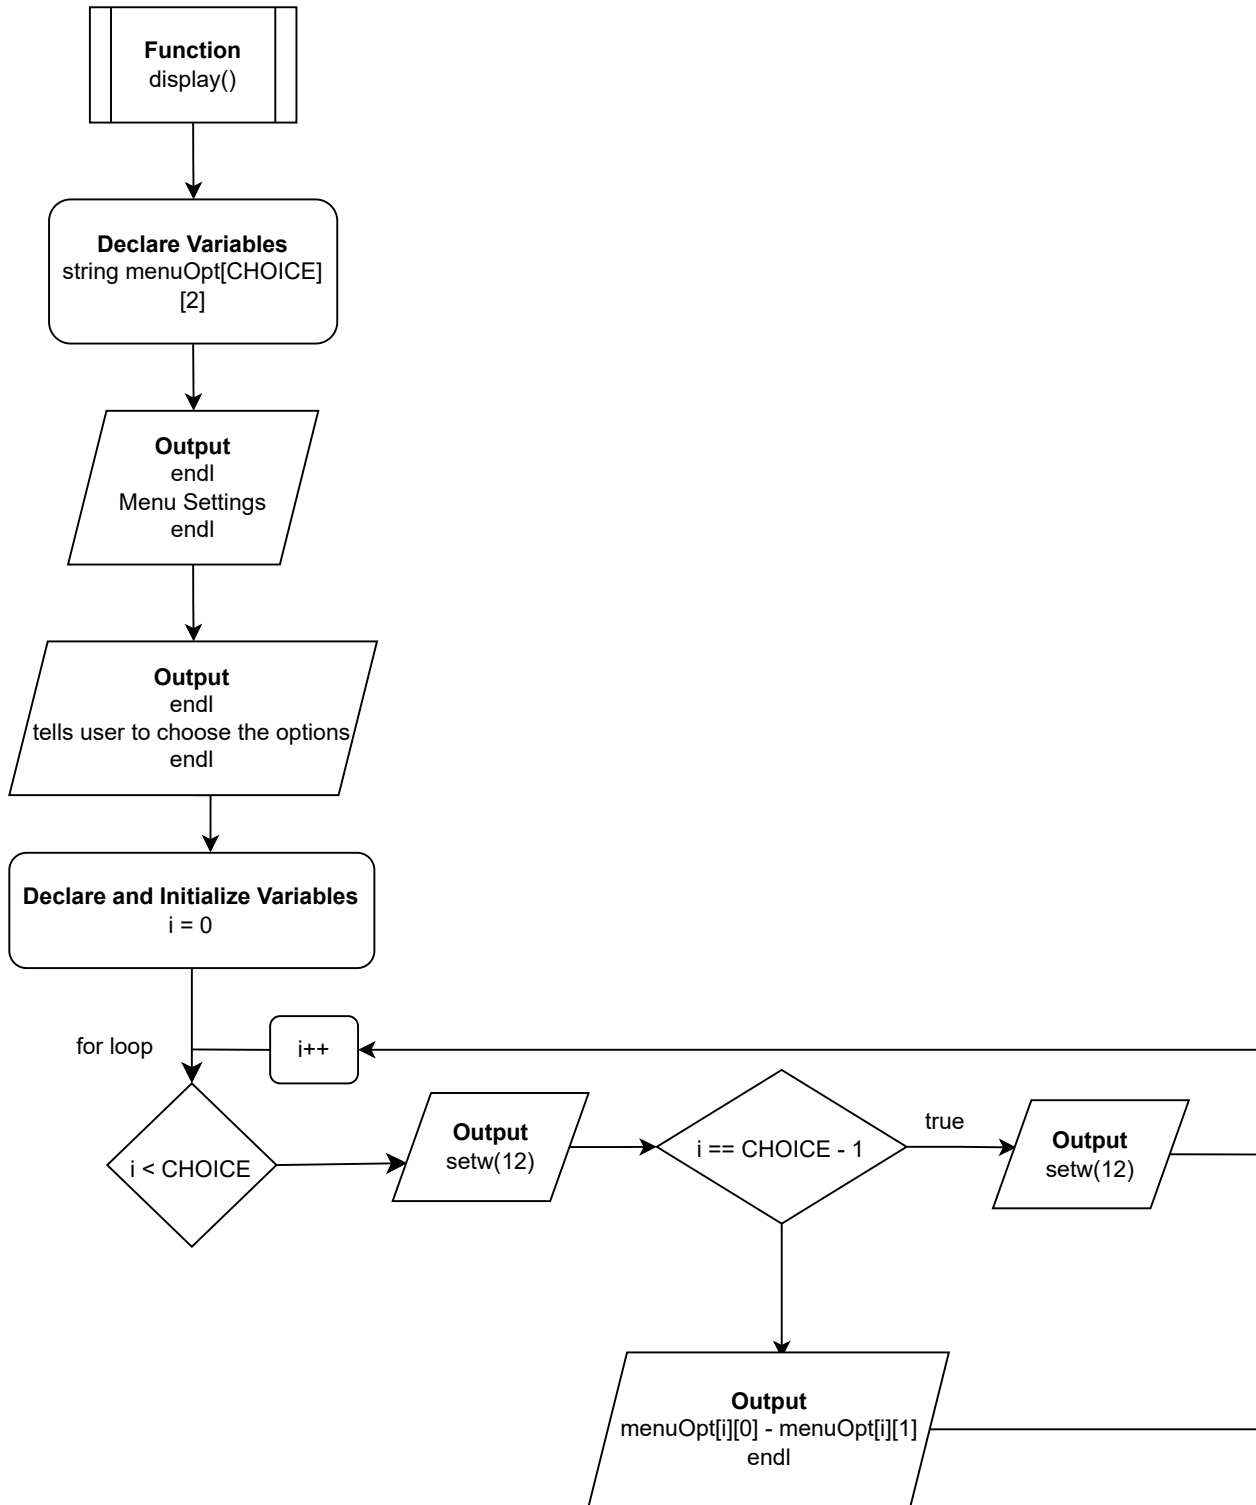 Function
display()
Declare Variables
string menuOpt[CHOICE]
[2]
Output
endl
Menu Settings
endl
Output
endl
tells user to choose the options
endl
Declare and Initialize Variables
i = 0
for loop
i++
i < CHOICE
Output
setw(12)
i == CHOICE - 1
true
Output
setw(12)
Output
menuOpt[i][0] - menuOpt[i][1]
endl